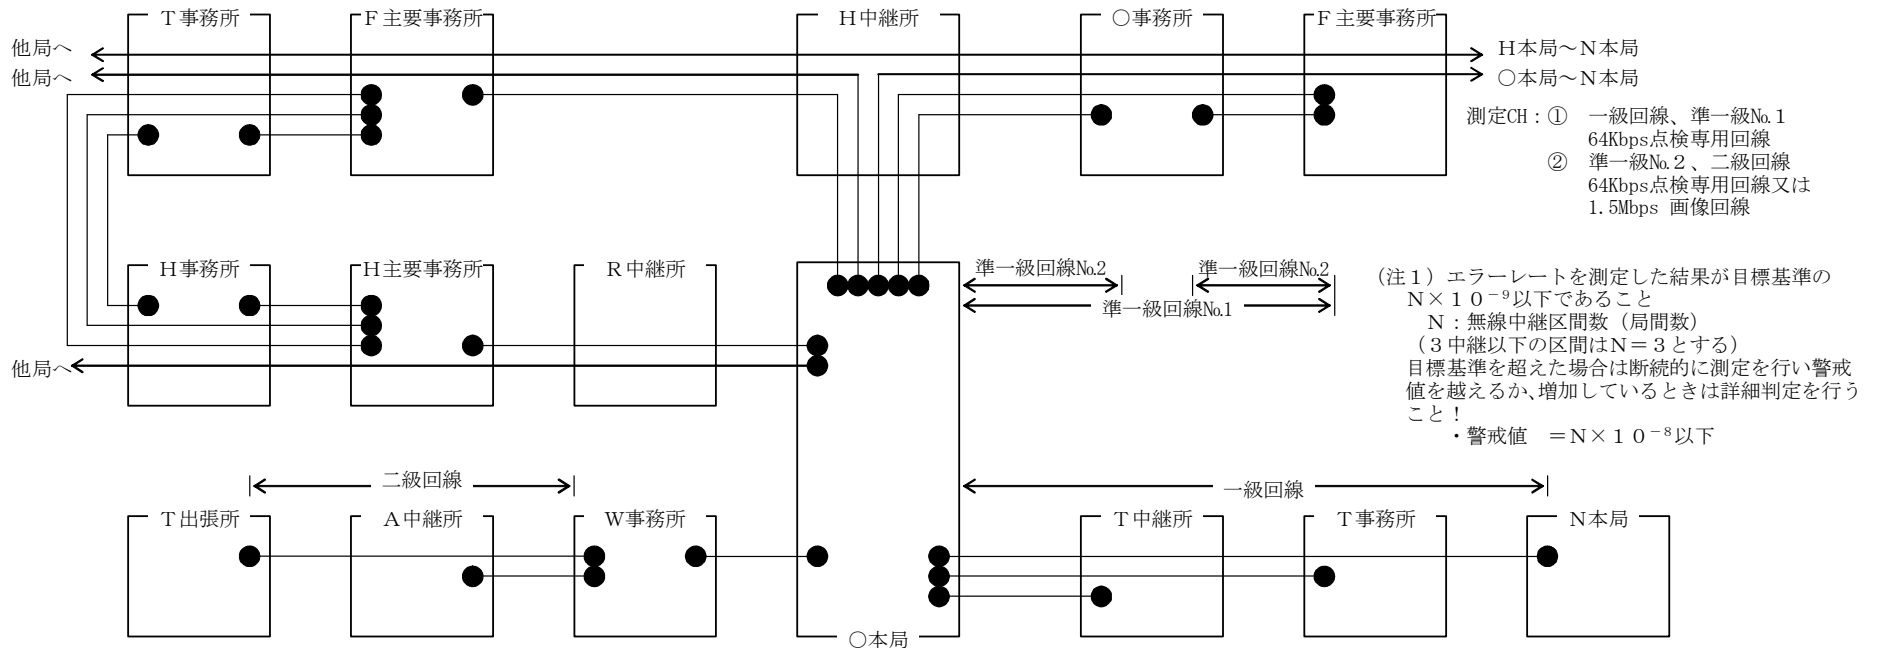 Ｔ事務所
Ｆ主要事務所
Ｈ中継所
○事務所
Ｆ主要事務所
他局へ
Ｈ本局～Ｎ本局
他局へ
○本局～Ｎ本局
測定CH：① 一級回線、準一級№1
64Kbps点検専用回線
② 準一級№２、二級回線
64Kbps点検専用回線又は
1.5Mbps 画像回線
Ｈ事務所
Ｈ主要事務所
Ｒ中継所
準一級回線№2
準一級回線№2
準一級回線№1
他局へ
（注１）エラーレートを測定した結果が目標基準の
Ｎ×１０⁻⁹以下であること
Ｎ：無線中継区間数（局間数）
（３中継以下の区間はＮ＝３とする）
目標基準を超えた場合は断続的に測定を行い警戒
値を越えるか、増加しているときは詳細判定を行う
こと！
・警戒値 ＝Ｎ×１０⁻⁸以下
二級回線
一級回線
Ｔ出張所
Ａ中継所
Ｗ事務所
Ｔ中継所
Ｔ事務所
Ｎ本局
○本局